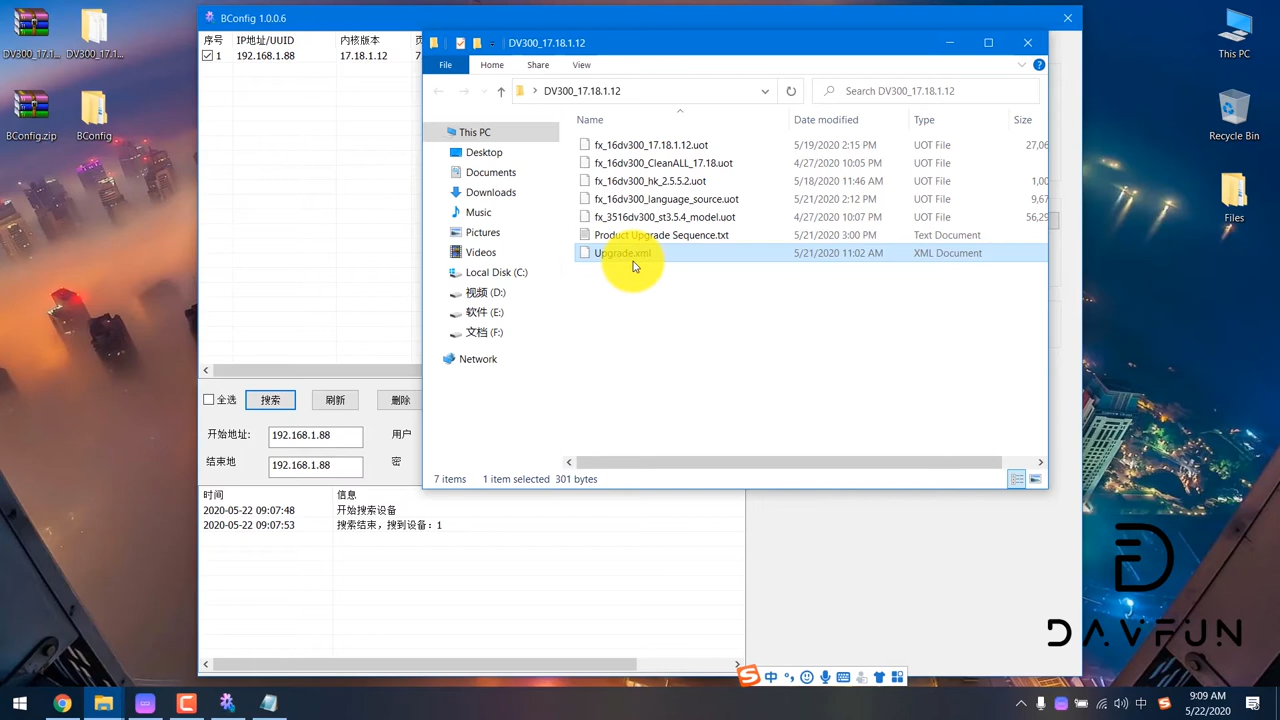 DV300_17.1...
DV300_17.1...
BConfig.zip
BConfig
BConfig 1.0.0.6
序号 IP地址/UUID 内核版本
1 192.168.1.88 17.18.1.12 7
全选 搜索 刷新 删除
开始地址: 192.168.1.88 用户
结束地 192.168.1.88 密
时间 信息
2020-05-22 09:07:48 开始搜索设备
2020-05-22 09:07:53 搜索结束，搜到设备：1
DV300_17.18.1.12
File Home Share View
DV300_17.18.1.12 Search DV300_17.18.1.12
This PC
Desktop
Documents
Downloads
Music
Pictures
Videos
Local Disk (C:)
视频 (D:)
软件 (E:)
文档 (F:)
Network
Name Date modified Type Size
fx_16dv300_17.18.1.12.uot 5/19/2020 2:15 PM UOT File 27,06
fx_16dv300_CleanALL_17.18.uot 4/27/2020 10:05 PM UOT File
fx_16dv300_hk_2.5.5.2.uot 5/18/2020 11:46 AM UOT File 1,00
fx_16dv300_language_source.uot 5/21/2020 2:12 PM UOT File 9,67
fx_3516dv300_st3.5.4_model.uot 4/27/2020 10:07 PM UOT File 56,29
Product Upgrade Sequence.txt 5/21/2020 3:00 PM Text Document
Upgrade.xml 5/21/2020 11:02 AM XML Document
7 items 1 item selected 301 bytes
This PC
Recycle Bin
Files
DAVFUN
中
中
9:09 AM
5/22/2020